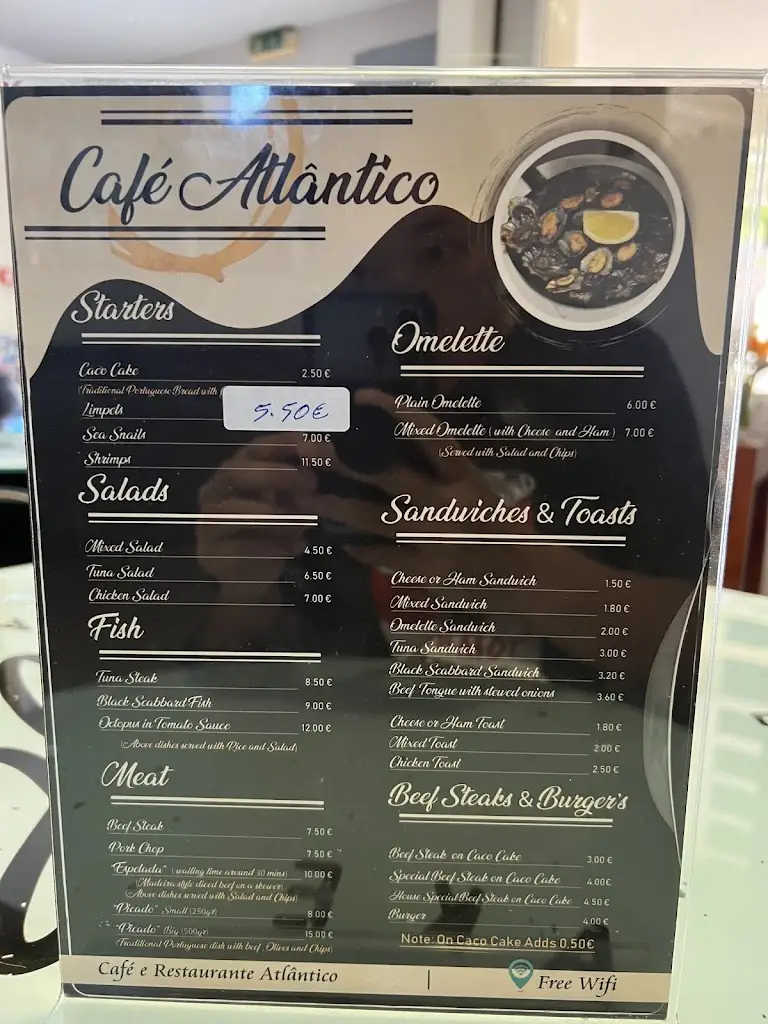 Café Atlântico
Starters
Caco Cake 2.50 €
(Traditional Portuguese Bread with
Limpets 5.50€
Sea Snails 7.00 €
Shrimps 11.50 €
Salads
Mixed Salad 4.50 €
Tuna Salad 6.50 €
Chicken Salad 7.00 €
Fish
Tuna Steak 8.50 €
Black Scabbard Fish 9.00 €
Octopus in Tomato Sauce 12.00 €
(Above dishes served with Rice and Salad)
Meat
Beef Steak 7.50 €
Pork Chop 7.50 €
"Espetada" (waiting time around 30 mins) 10.00 €
(Madeira style diced beef on a skewer)
(Above dishes served with Salad and Chips)
"Picado" Small (250gr) 8.00 €
"Picado" Big (500gr) 15.00 €
(Traditional Portuguese dish with beef, Olives and Chips)
Omelette
Plain Omelette 6.00 €
Mixed Omelette (with Cheese and Ham) 7.00 €
(Served with Salad and Chips)
Sandwiches & Toasts
Cheese or Ham Sandwich 1.50 €
Mixed Sandwich 1.80 €
Omelette Sandwich 2.00 €
Tuna Sandwich 3.00 €
Black Scabbard Sandwich 3.20 €
Beef Tongue with stewed onions 3.60 €
Cheese or Ham Toast 1.80 €
Mixed Toast 2.00 €
Chicken Toast 2.50 €
Beef Steaks & Burger's
Beef Steak on Caco Cake 3.00 €
Special Beef Steak on Caco Cake 4.00€
House Special Beef Steak on Caco Cake 4.50 €
Burger 4.00 €
Note: On Caco Cake Adds 0.50€
Café e Restaurante Atlântico | Free Wifi